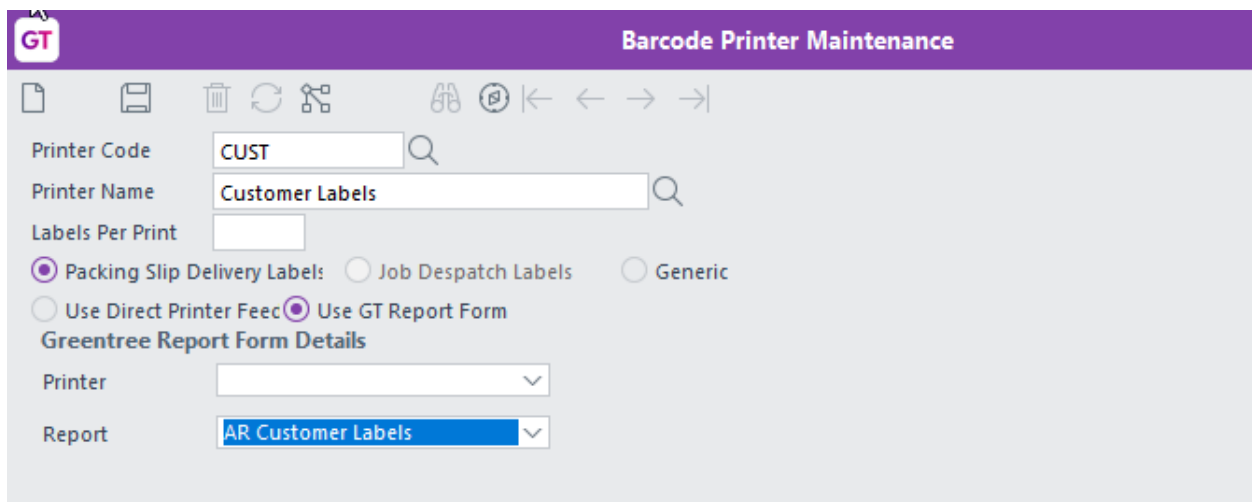 GT Barcode Printer Maintenance
Printer Code CUST
Printer Name Customer Labels
Labels Per Print
Packing Slip Delivery Labels Job Despatch Labels Generic
Use Direct Printer Feed Use GT Report Form
Greentree Report Form Details
Printer
Report AR Customer Labels